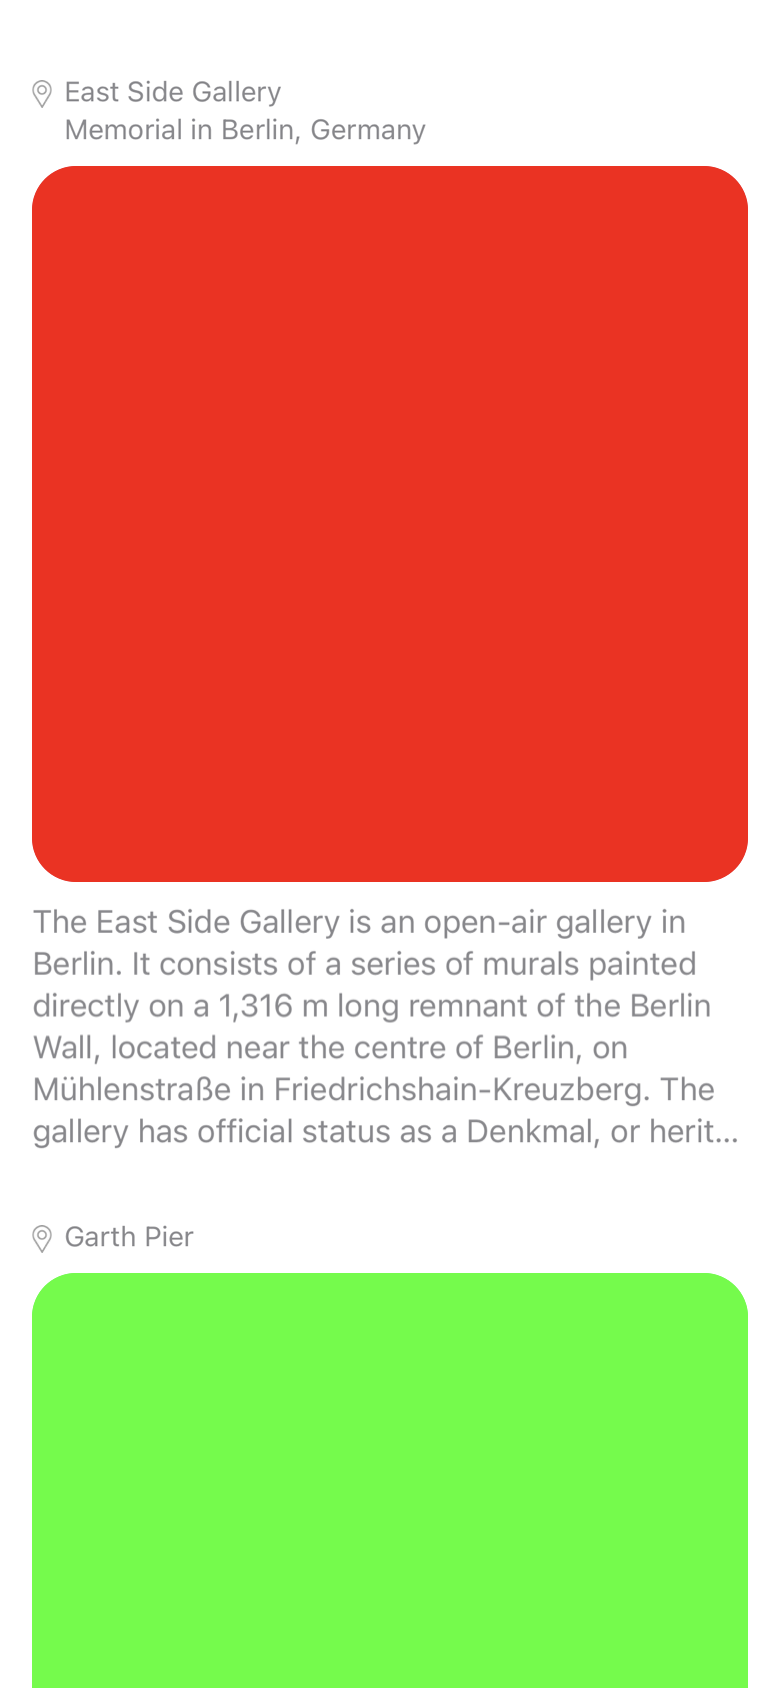 East Side Gallery
Memorial in Berlin, Germany
The East Side Gallery is an open-air gallery in
Berlin. It consists of a series of murals painted
directly on a 1,316 m long remnant of the Berlin
Wall, located near the centre of Berlin, on
Mühlenstraße in Friedrichshain-Kreuzberg. The
gallery has official status as a Denkmal, or herit...
Garth Pier